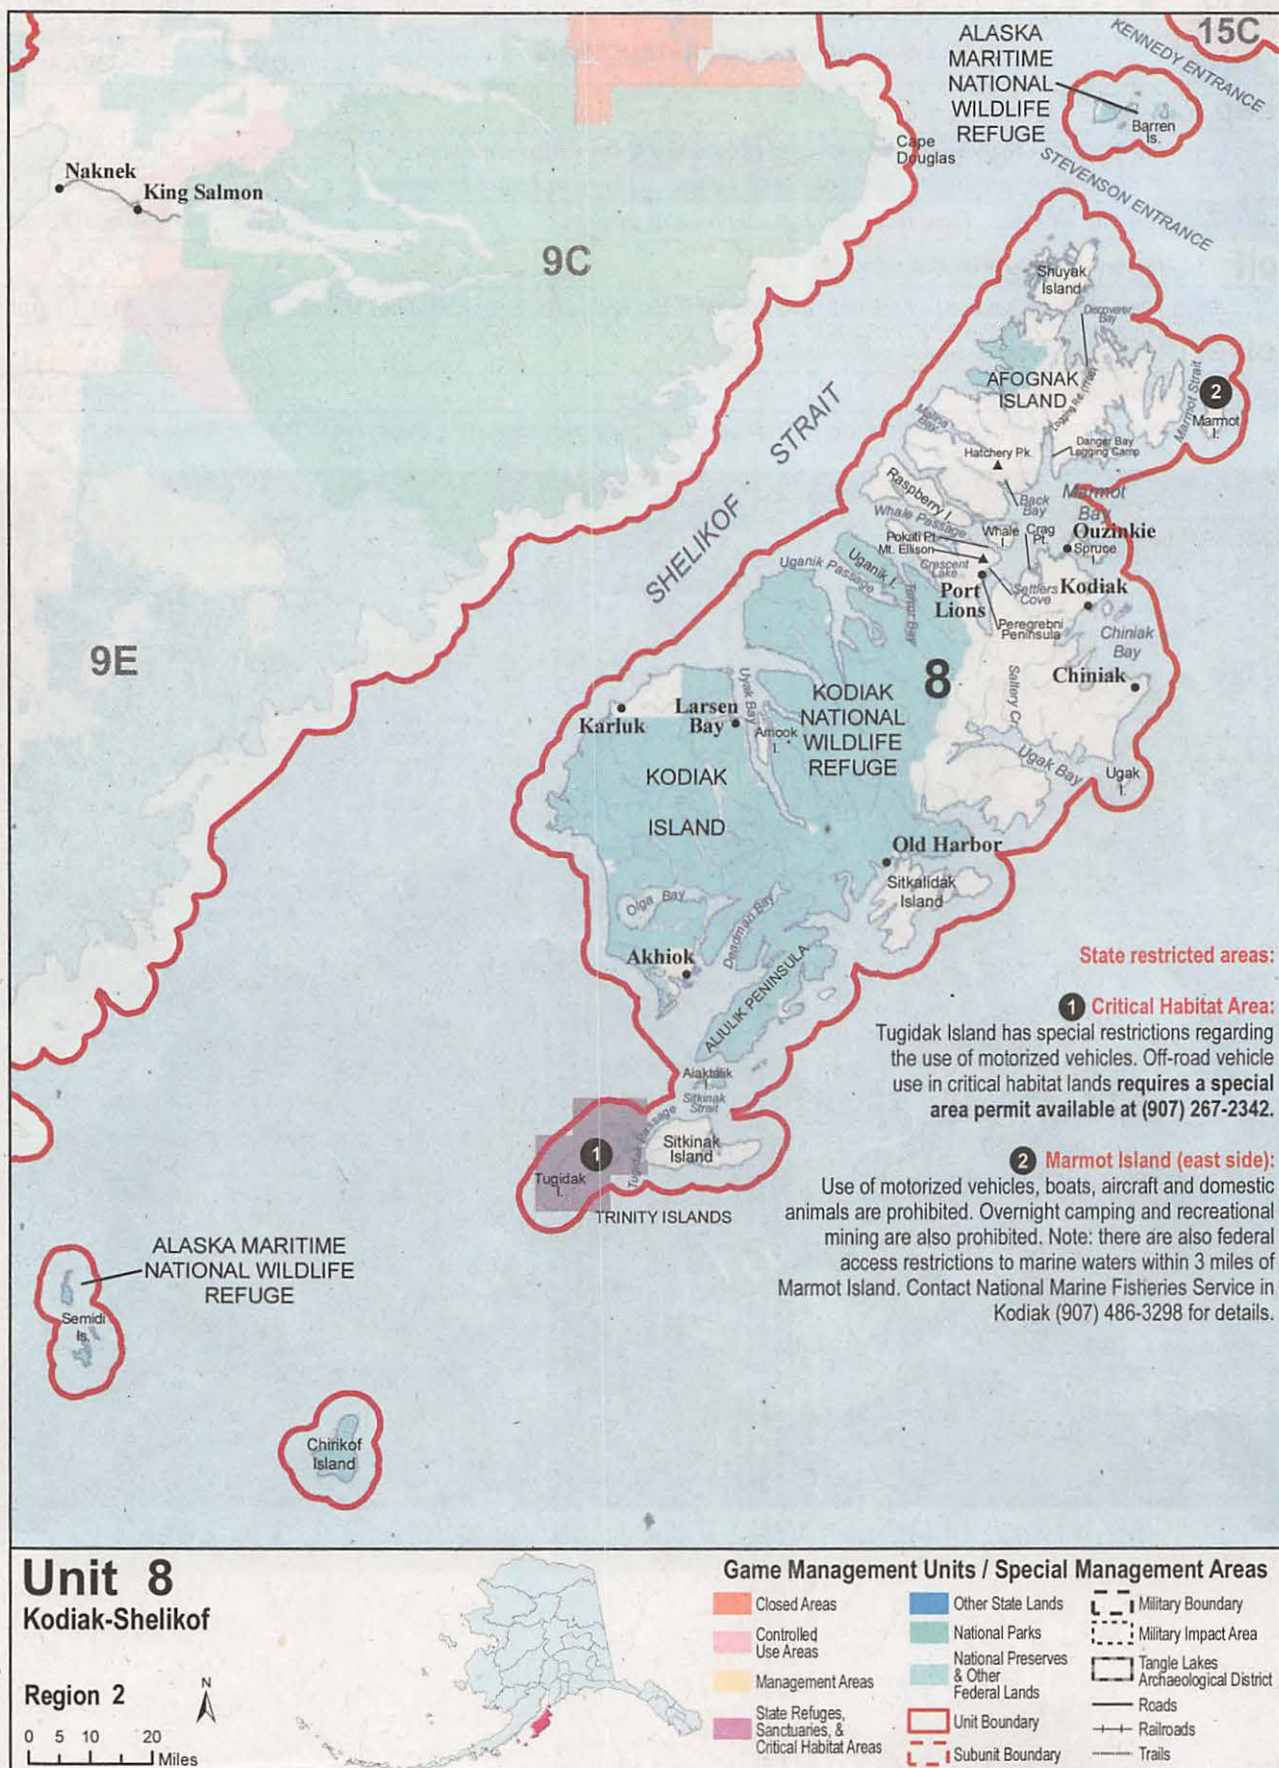 15C
KENNEDY ENTRANCE
ALASKA
MARITIME
NATIONAL
WILDLIFE
REFUGE
Barren
Is.
Cape
Douglas
STEVENSON ENTRANCE
Naknek
King Salmon
9C
Shuyak
Island
Discoverer
Bay
AFOGNAK
ISLAND
Logging Rd. (Trail)
Marmot Strait
2
Marmot
I.
SHELIKOF STRAIT
Malina
Bay
Hatchery Pk.
Danger Bay
Logging Camp
Raspberry I.
Back
Bay
Marmot
Bay
Whale Passage
Whale
I.
Crag
Pt.
Ouzinkie
Spruce
I.
Pokati Pt.
Mt. Ellison
Uganik I.
Uganik Passage
Crescent
Lake
Port
Lions
Settlers
Cove
Kodiak
Terror Bay
Peregrebni
Peninsula
Chiniak
Bay
9E
8
Chiniak
Saltery Cr.
KODIAK
NATIONAL
WILDLIFE
REFUGE
Uyak Bay
Larsen
Bay
Karluk
Amook
I.
Ugak Bay
Ugak
I.
KODIAK
ISLAND
Old Harbor
Sitkalidak
Island
Olga Bay
Deadman Bay
Akhiok
ALIULIK PENINSULA
State restricted areas:
1 Critical Habitat Area:
Tugidak Island has special restrictions regarding
the use of motorized vehicles. Off-road vehicle
use in critical habitat lands requires a special
area permit available at (907) 267-2342.
Aiaktalik
I.
Sitkinak
Strait
Tugidak Passage
Sitkinak
Island
1
Tugidak
I.
TRINITY ISLANDS
2 Marmot Island (east side):
Use of motorized vehicles, boats, aircraft and domestic
animals are prohibited. Overnight camping and recreational
mining are also prohibited. Note: there are also federal
access restrictions to marine waters within 3 miles of
Marmot Island. Contact National Marine Fisheries Service in
Kodiak (907) 486-3298 for details.
ALASKA MARITIME
NATIONAL WILDLIFE
REFUGE
Semidi
Is.
Chirikof
Island
Unit 8
Kodiak-Shelikof
Region 2
N
0 5 10 20
Miles
Game Management Units / Special Management Areas
Closed Areas
Controlled
Use Areas
Management Areas
State Refuges,
Sanctuaries, &
Critical Habitat Areas
Other State Lands
National Parks
National Preserves
& Other
Federal Lands
Unit Boundary
Subunit Boundary
Military Boundary
Military Impact Area
Tangle Lakes
Archaeological District
Roads
Railroads
Trails